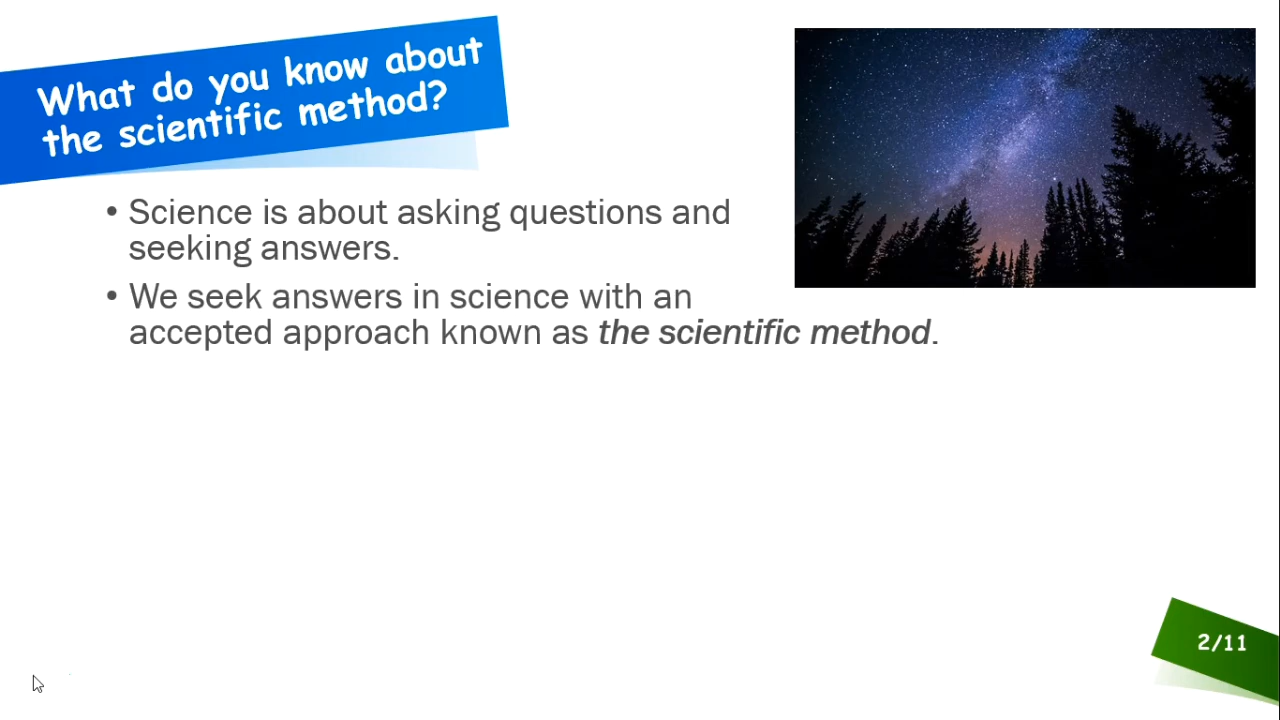 What do you know about
the scientific method?
• Science is about asking questions and
seeking answers.
• We seek answers in science with an
accepted approach known as the scientific method.
2/11